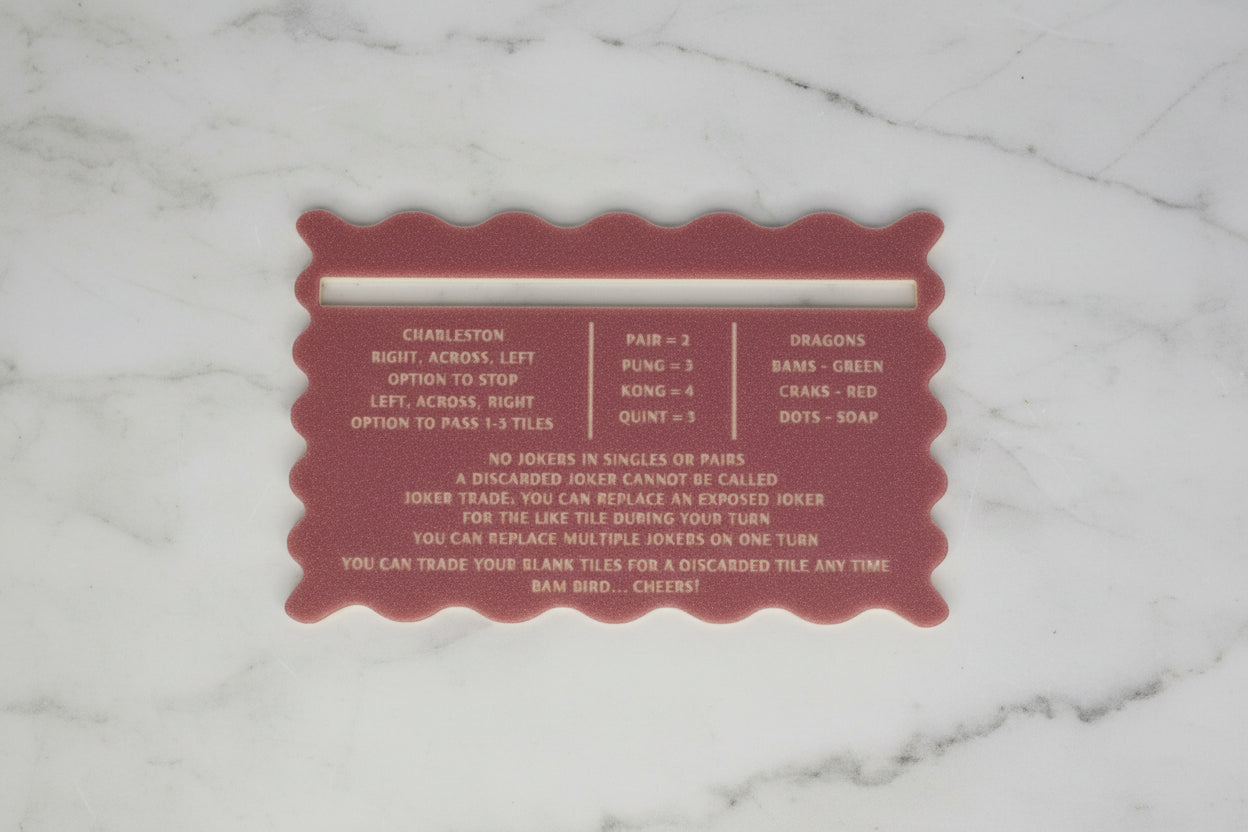 CHARLESTON
RIGHT, ACROSS, LEFT
OPTION TO STOP
LEFT, ACROSS, RIGHT
OPTION TO PASS 1-3 TILES
PAIR = 2
PUNG = 3
KONG = 4
QUINT = 3
DRAGONS
BAMS - GREEN
CRAKS - RED
DOTS - SOAP
NO JOKERS IN SINGLES OR PAIRS
A DISCARDED JOKER CANNOT BE CALLED
JOKER TRADE. YOU CAN REPLACE AN EXPOSED JOKER
FOR THE LIKE TILE DURING YOUR TURN
YOU CAN REPLACE MULTIPLE JOKERS ON ONE TURN
YOU CAN TRADE YOUR BLANK TILES FOR A DISCARDED TILE ANY TIME
BAM BIRD... CHEERS!